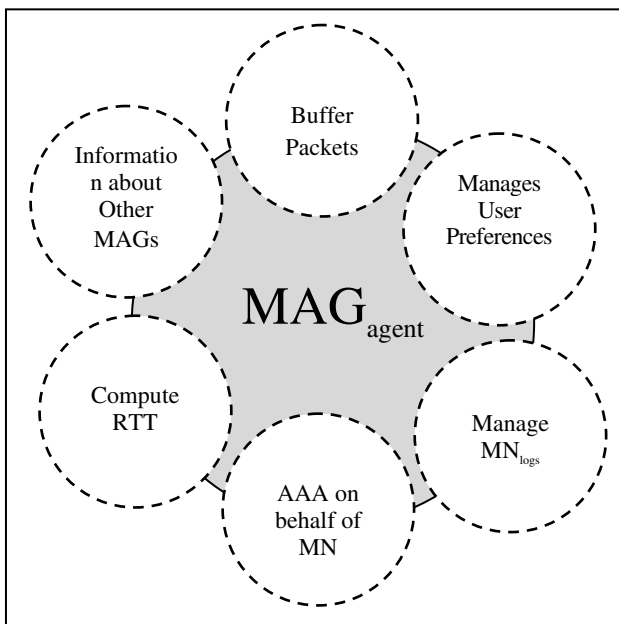 Buffer
Packets
Informatio
n about
Other
MAGs
Manages
User
Preferences
MAGagent
Compute
RTT
Manage
MNlogs
AAA on
behalf of
MN